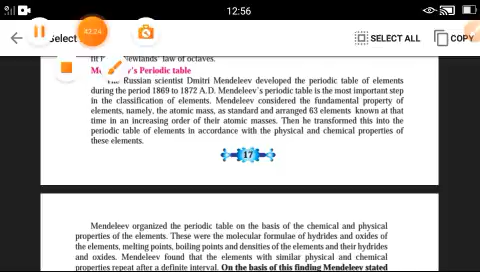 12:56
Select
SELECT ALL
COPY
law of octaves.
Periodic table
The Russian scientist Dmitri Mendeleev developed the periodic table of elements
during the period 1869 to 1872 A.D. Mendeleev's periodic table is the most important step
in the classification of elements. Mendeleev considered the fundamental property of
elements, namely, the atomic mass, as standard and arranged 63 elements known at that
time in an increasing order of their atomic masses. Then he transformed this into the
periodic table of elements in accordance with the physical and chemical properties of
these elements.
17
Mendeleev organized the periodic table on the basis of the chemical and physical
properties of the elements. These were the molecular formulae of hydrides and oxides of
the elements, melting points, boiling points and densities of the elements and their hydrides
and oxides. Mendeleev found that the elements with similar physical and chemical
properties repeat after a definite interval. On the basis of this finding Mendeleev stated